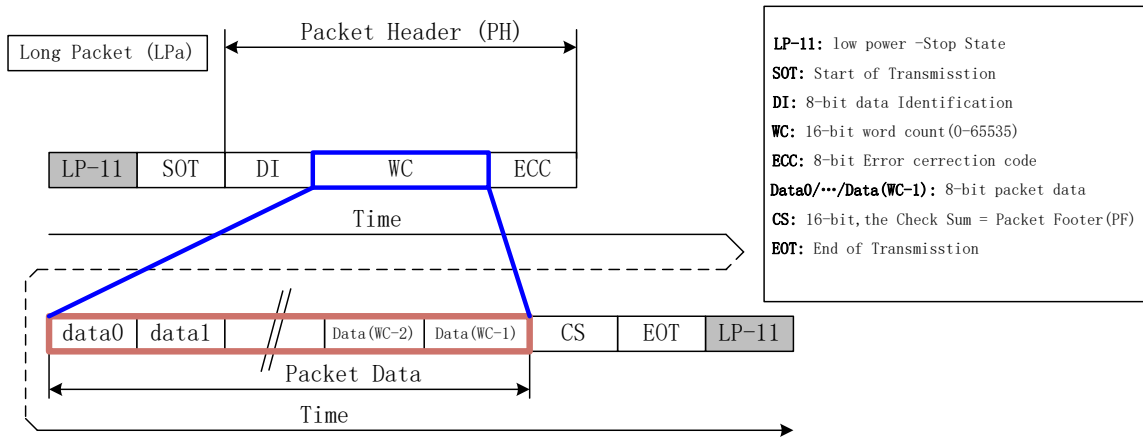 Long Packet (LPa)
Packet Header (PH)
LP-11 SOT DI WC ECC
Time
data0 data1 Data(WC-2) Data(WC-1) CS EOT LP-11
Packet Data
Time
LP-11: low power -Stop State
SOT: Start of Transmisstion
DI: 8-bit data Identification
WC: 16-bit word count(0-65535)
ECC: 8-bit Error cerrection code
Data0/…/Data(WC-1): 8-bit packet data
CS: 16-bit,the Check Sum = Packet Footer(PF)
EOT: End of Transmisstion